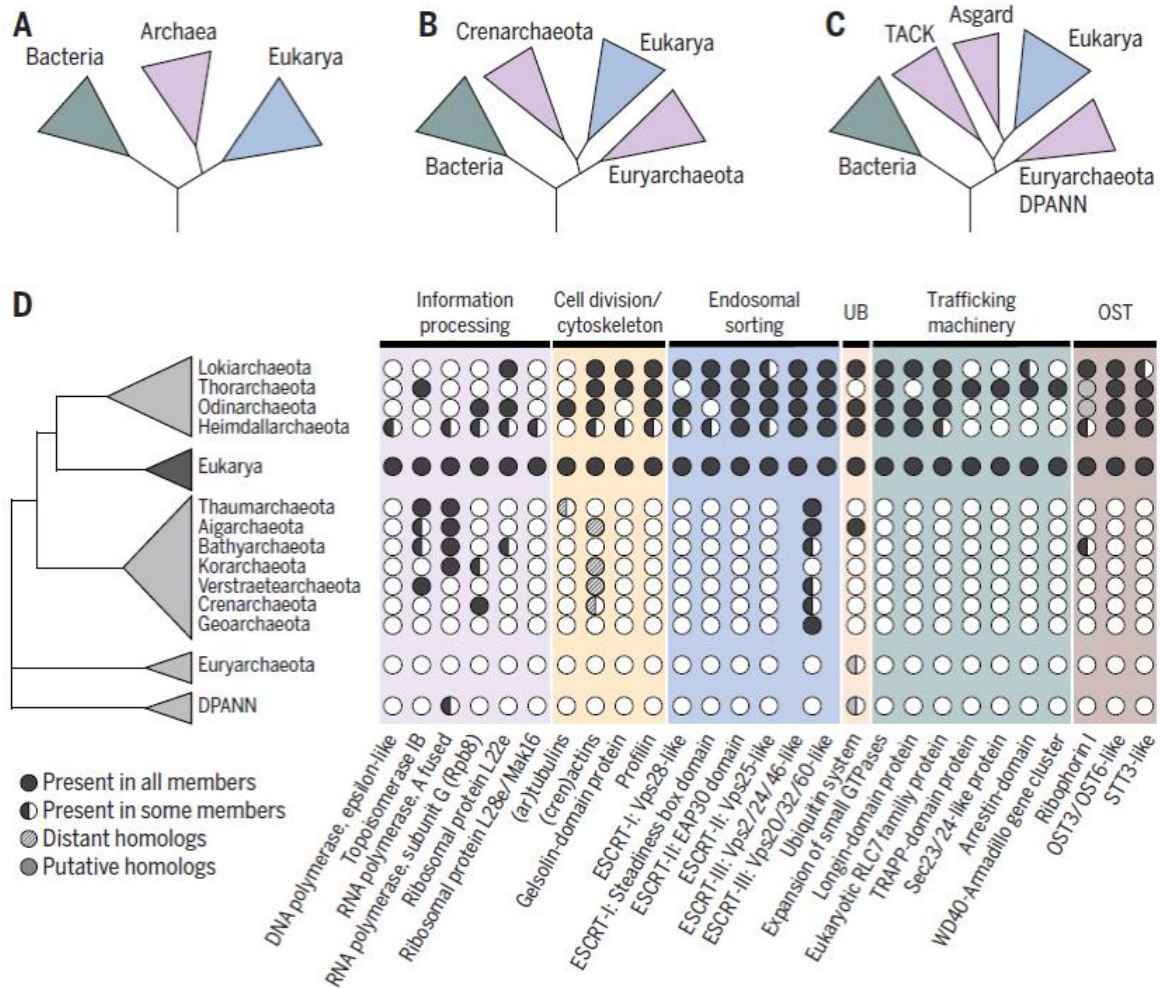 A
Bacteria
Archaea
Eukarya
B
Crenarchaeota
Eukarya
Bacteria
Euryarchaeota
C
TACK
Asgard
Eukarya
Bacteria
Euryarchaeota
DPANN
D
Information
processing
Cell division/
cytoskeleton
Endosomal
sorting
UB
Trafficking
machinery
OST
Lokiarchaeota
Thorarchaeota
Odinarchaeota
Heimdallarchaeota
Eukarya
Thaumarchaeota
Aigarchaeota
Bathyarchaeota
Korarchaeota
Verstraetearchaeota
Crenarchaeota
Geoarchaeota
Euryarchaeota
DPANN
Present in all members
Present in some members
Distant homologs
Putative homologs
DNA polymerase, epsilon-like
Topoisomerase IB
RNA polymerase, A fused
RNA polymerase, subunit G (Rpb8)
Ribosomal protein L22e
Ribosomal protein L28e/Mak16
(ar)tubulins
(cren)actins
Gelsolin-domain protein
Profilin
ESCRT-I: Vps28-like
ESCRT-I: Steadiness box domain
ESCRT-II: EAP30 domain
ESCRT-II: Vps25-like
ESCRT-III: Vps2/24/46-like
ESCRT-III: Vps20/32/60-like
Ubiquitin system
Expansion of small GTPases
Longin-domain protein
Eukaryotic RLC7 familly protein
TRAPP-domain protein
Sec23/24-like protein
Arrestin-domain
WD40-Armadillo gene cluster
Ribophorin I
OST3/OST6-like
STT3-like